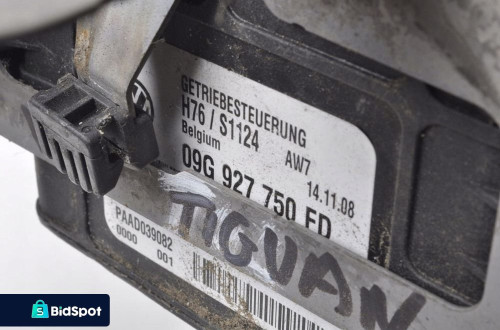 GETRIEBESTEUERUNG
H76 / S1124 AW7
Belgium
09G 927 750 FD 14.11.08
TIGUAN
PAAD039082
0000 001
BidSpot